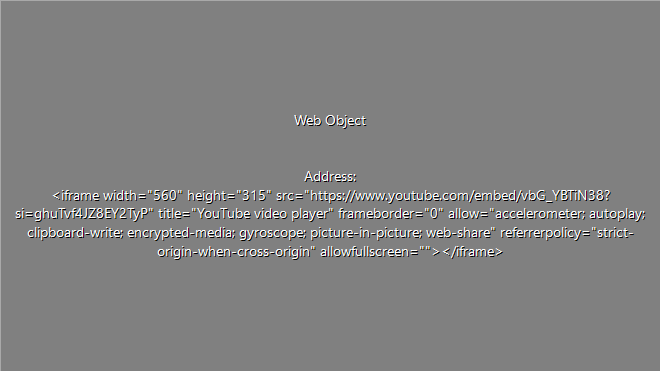 Web Object
Address:
<iframe width="560" height="315" src="https://www.youtube.com/embed/vbG_YBTiN38?
si=ghuTvf4JZ8EY2TyP" title="YouTube video player" frameborder="0" allow="accelerometer; autoplay;
clipboard-write; encrypted-media; gyroscope; picture-in-picture; web-share" referrerpolicy="strict-
origin-when-cross-origin" allowfullscreen=""></iframe>